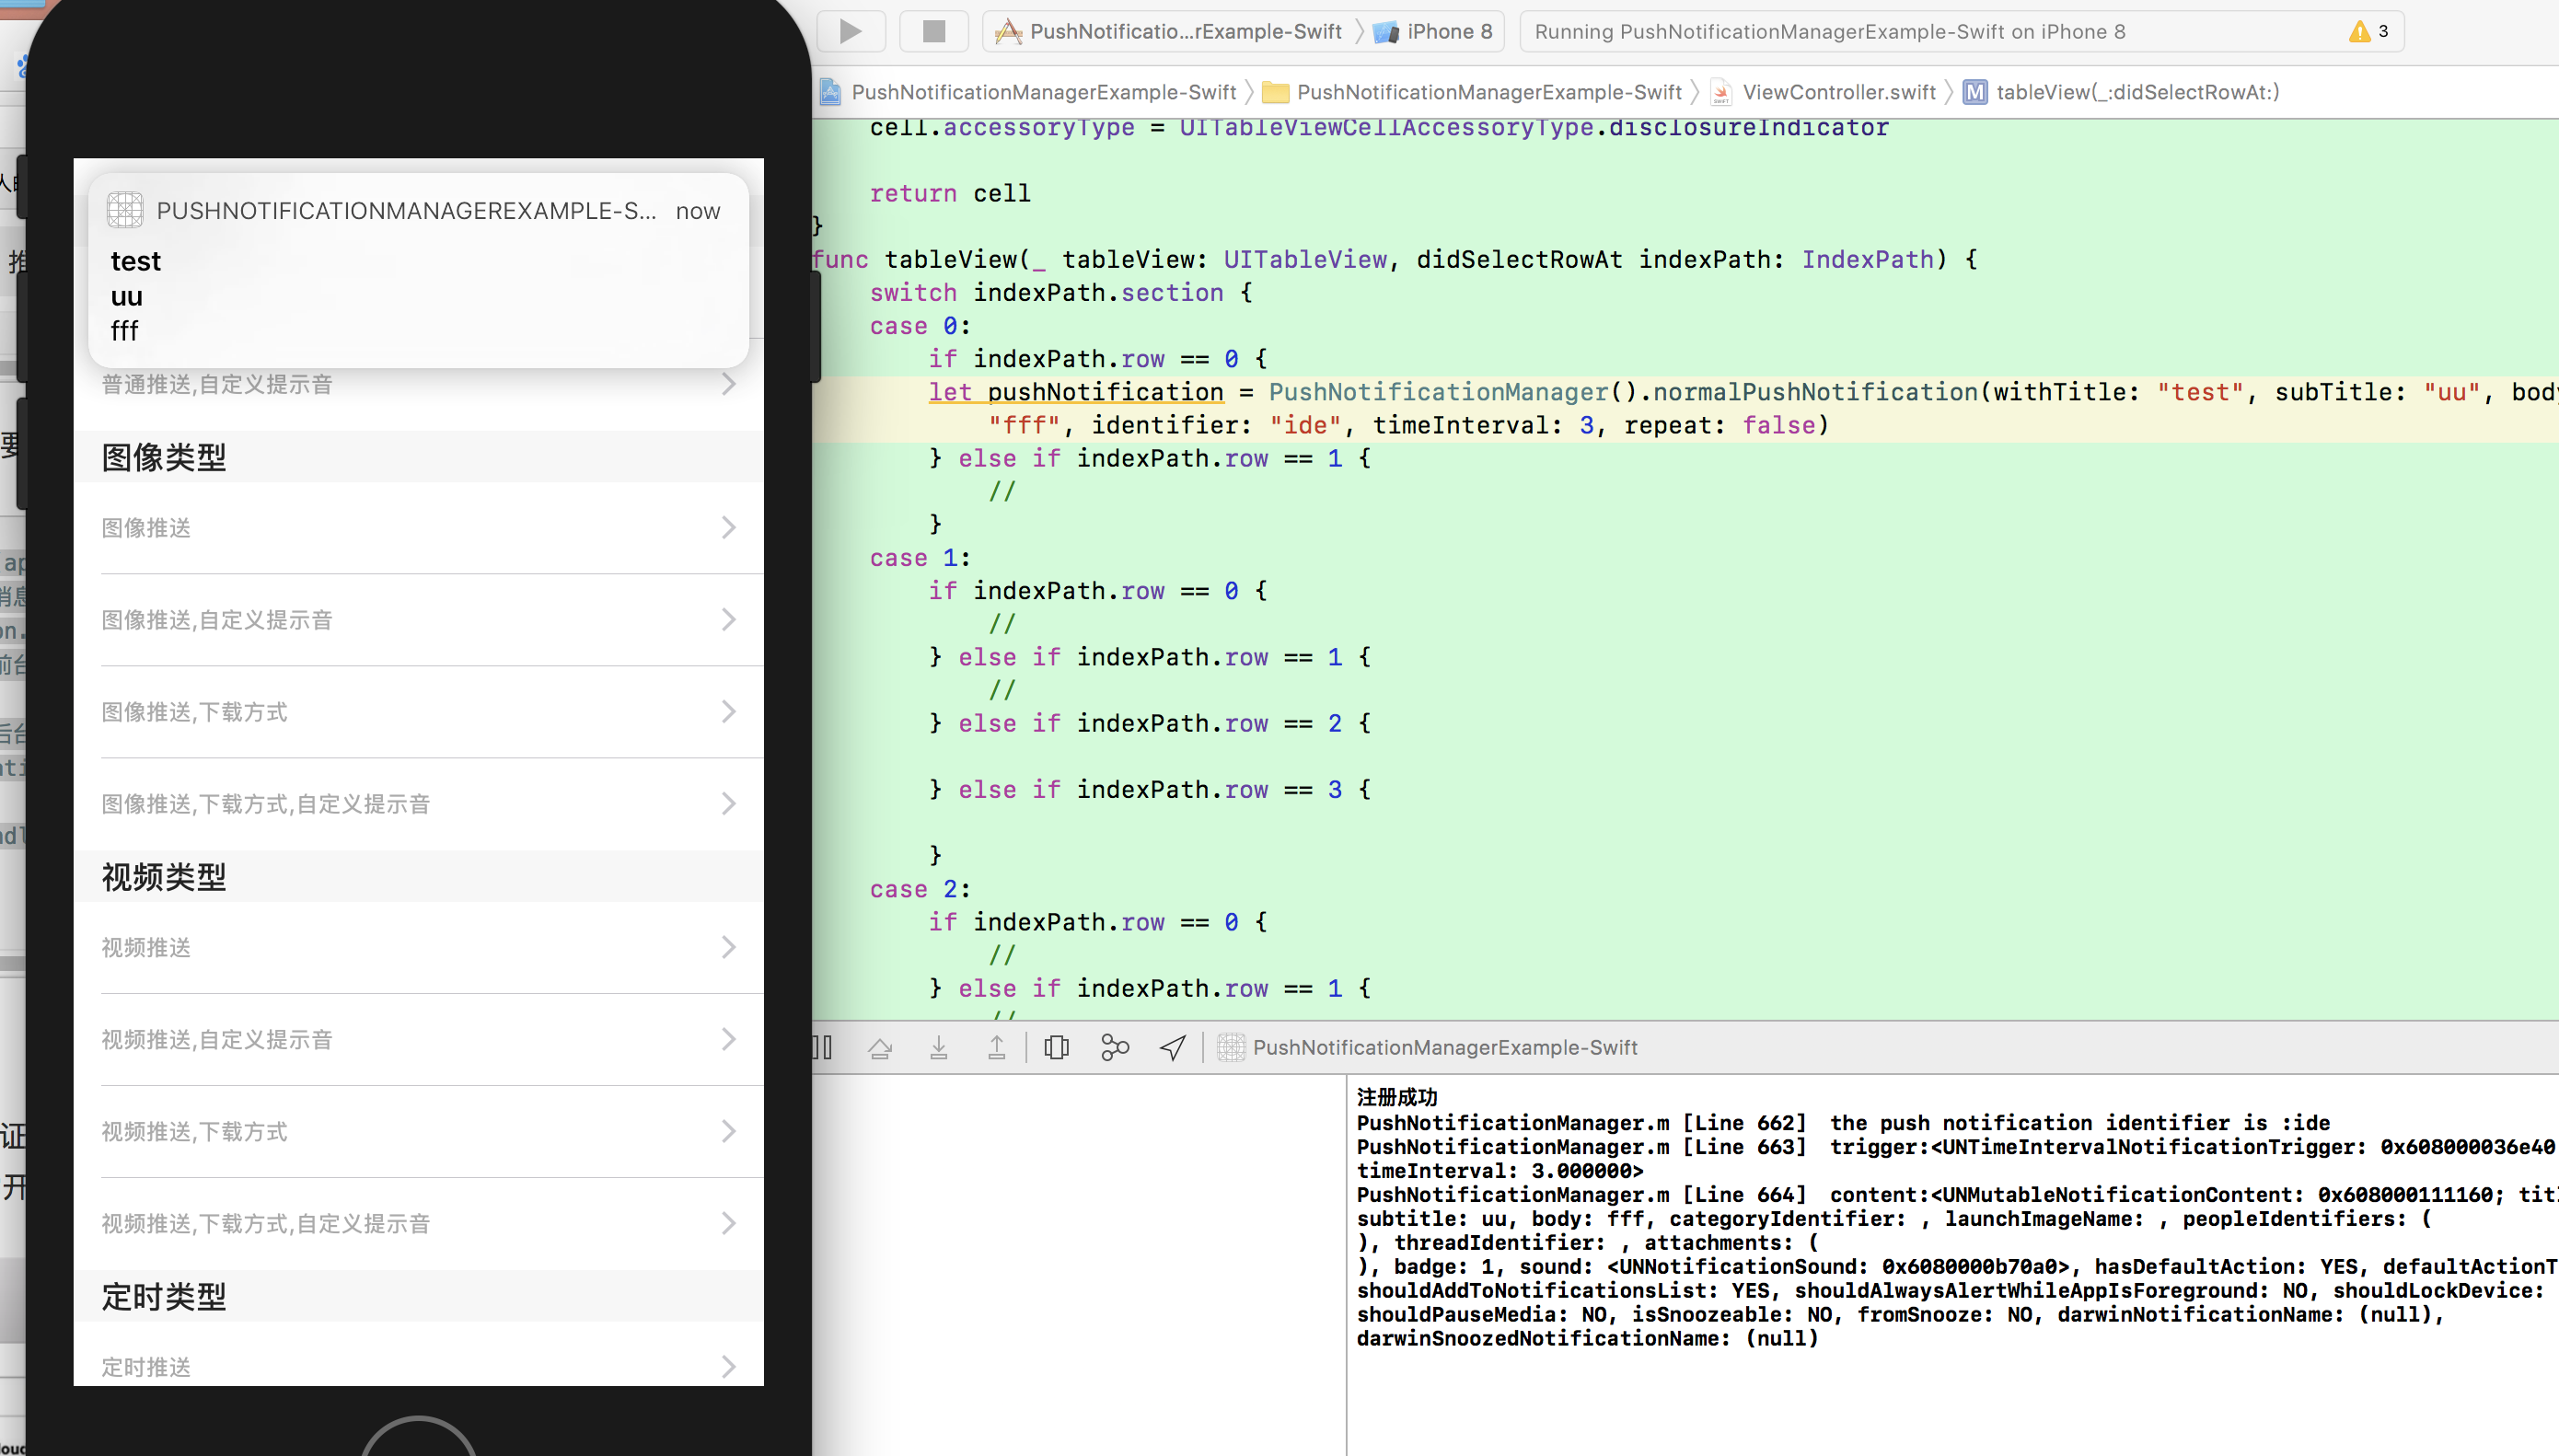 PushNotificatio...rExample-Swift
iPhone 8
Running PushNotificationManagerExample-Swift on iPhone 8
3
PushNotificationManagerExample-Swift
PushNotificationManagerExample-Swift
ViewController.swift
M
tableView(_:didSelectRowAt:)
PUSHNOTIFICATIONMANAGEREXAMPLE-S... now
test
uu
fff
普通推送,自定义提示音
图像类型
图像推送
图像推送,自定义提示音
图像推送,下载方式
图像推送,下载方式,自定义提示音
视频类型
视频推送
视频推送,自定义提示音
视频推送,下载方式
视频推送,下载方式,自定义提示音
定时类型
定时推送
cell.accessoryType = UITableViewCellAccessoryType.disclosureIndicator
return cell
}
func tableView(_ tableView: UITableView, didSelectRowAt indexPath: IndexPath) {
switch indexPath.section {
case 0:
if indexPath.row == 0 {
let pushNotification = PushNotificationManager().normalPushNotification(withTitle: "test", subTitle: "uu", body
"fff", identifier: "ide", timeInterval: 3, repeat: false)
} else if indexPath.row == 1 {
//
}
case 1:
if indexPath.row == 0 {
//
} else if indexPath.row == 1 {
//
} else if indexPath.row == 2 {
} else if indexPath.row == 3 {
}
case 2:
if indexPath.row == 0 {
//
} else if indexPath.row == 1 {
//
PushNotificationManagerExample-Swift
注册成功
PushNotificationManager.m [Line 662]  the push notification identifier is :ide
PushNotificationManager.m [Line 663]  trigger:<UNTimeIntervalNotificationTrigger: 0x608000036e40
timeInterval: 3.000000>
PushNotificationManager.m [Line 664]  content:<UNMutableNotificationContent: 0x608000111160; titl
subtitle: uu, body: fff, categoryIdentifier: , launchImageName: , peopleIdentifiers: (
), threadIdentifier: , attachments: (
), badge: 1, sound: <UNNotificationSound: 0x6080000b70a0>, hasDefaultAction: YES, defaultActionT
shouldAddToNotificationsList: YES, shouldAlwaysAlertWhileAppIsForeground: NO, shouldLockDevice:
shouldPauseMedia: NO, isSnoozeable: NO, fromSnooze: NO, darwinNotificationName: (null),
darwinSnoozedNotificationName: (null)